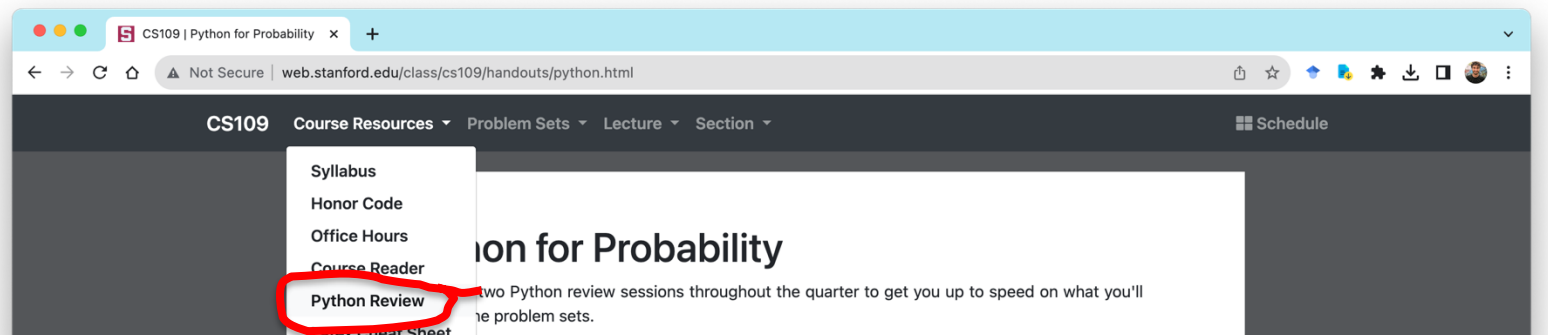 CS109 | Python for Probability
Not Secure | web.stanford.edu/class/cs109/handouts/python.html
CS109 Course Resources Problem Sets Lecture Section Schedule
Syllabus
Honor Code
Office Hours
on for Probability
Course Reader
Python Review
two Python review sessions throughout the quarter to get you up to speed on what you'll
e problem sets.
Sheet